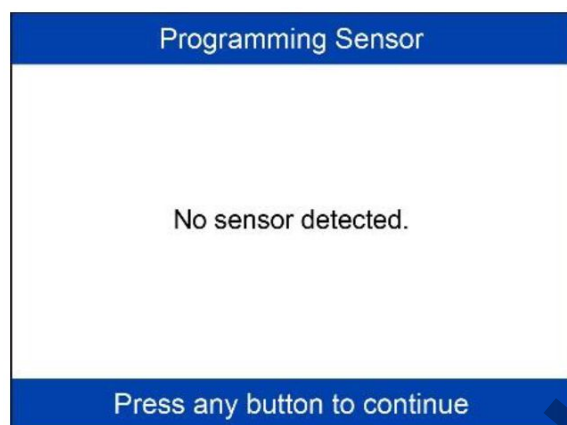 Programming Sensor
No sensor detected.
Press any button to continue